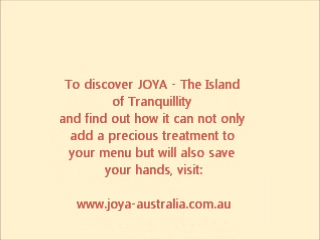 To discover JOYA - The Island
of Tranquillity
and find out how it can not only
add a precious treatment to
your menu but will also save
your hands, visit:
www.joya-australia.com.au